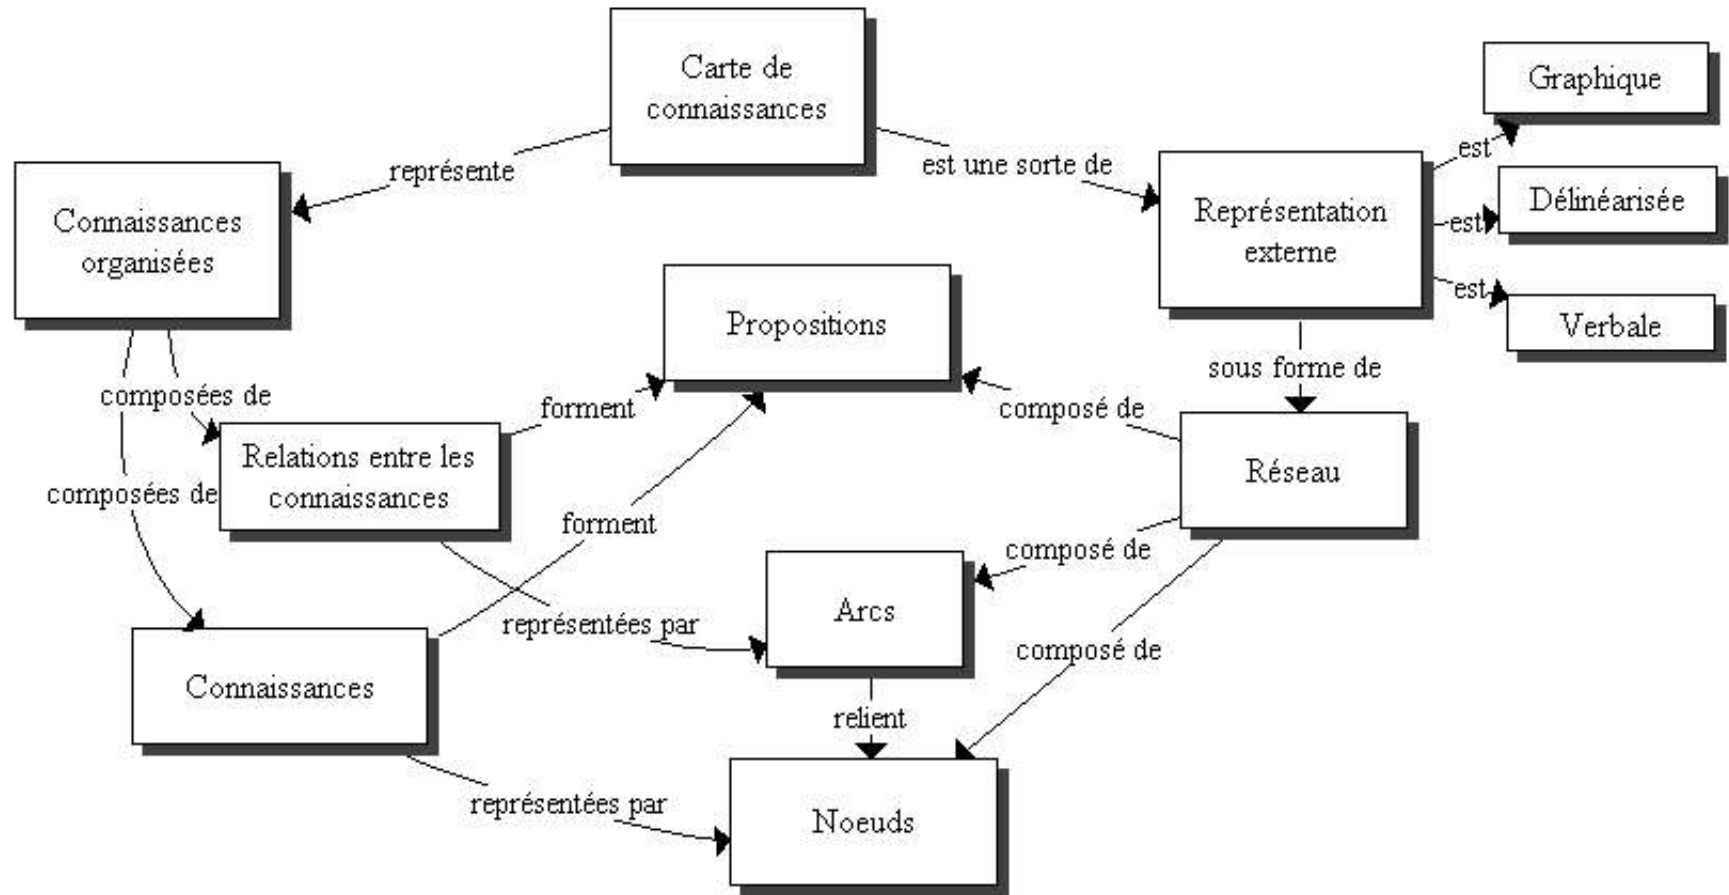 Carte de
connaissances
Graphique
est
représente
est une sorte de
Délinéarisée
Connaissances
organisées
Représentation
externe
est
est
Verbale
Propositions
sous forme de
composées de
forment
composé de
Relations entre les
connaissances
Réseau
composées de
forment
composé de
Arcs
représentées par
composé de
Connaissances
relient
représentées par
Noeuds